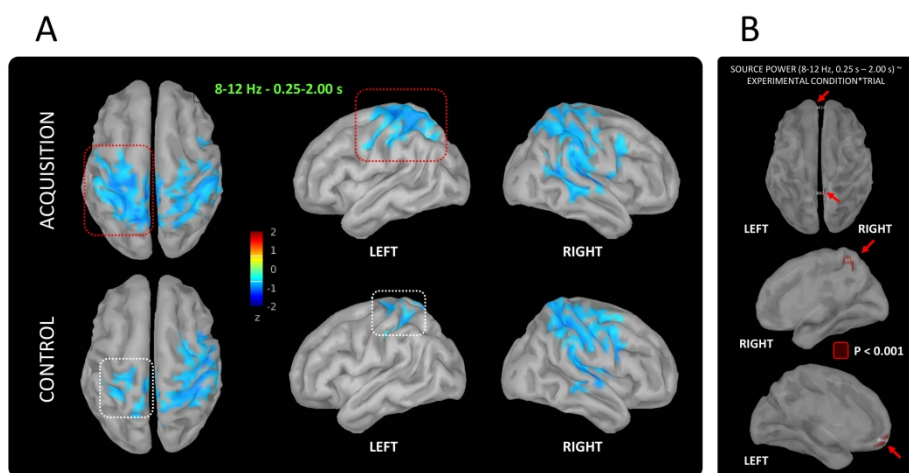 A
B
8-12 Hz - 0.25-2.00 s
ACQUISITION
LEFT
RIGHT
2
1
0
-1
-2
z
CONTROL
LEFT
RIGHT
SOURCE POWER (8-12 Hz, 0.25 s – 2.00 s) ~
EXPERIMENTAL CONDITION*TRIAL
LEFT
RIGHT
RIGHT
P < 0.001
LEFT